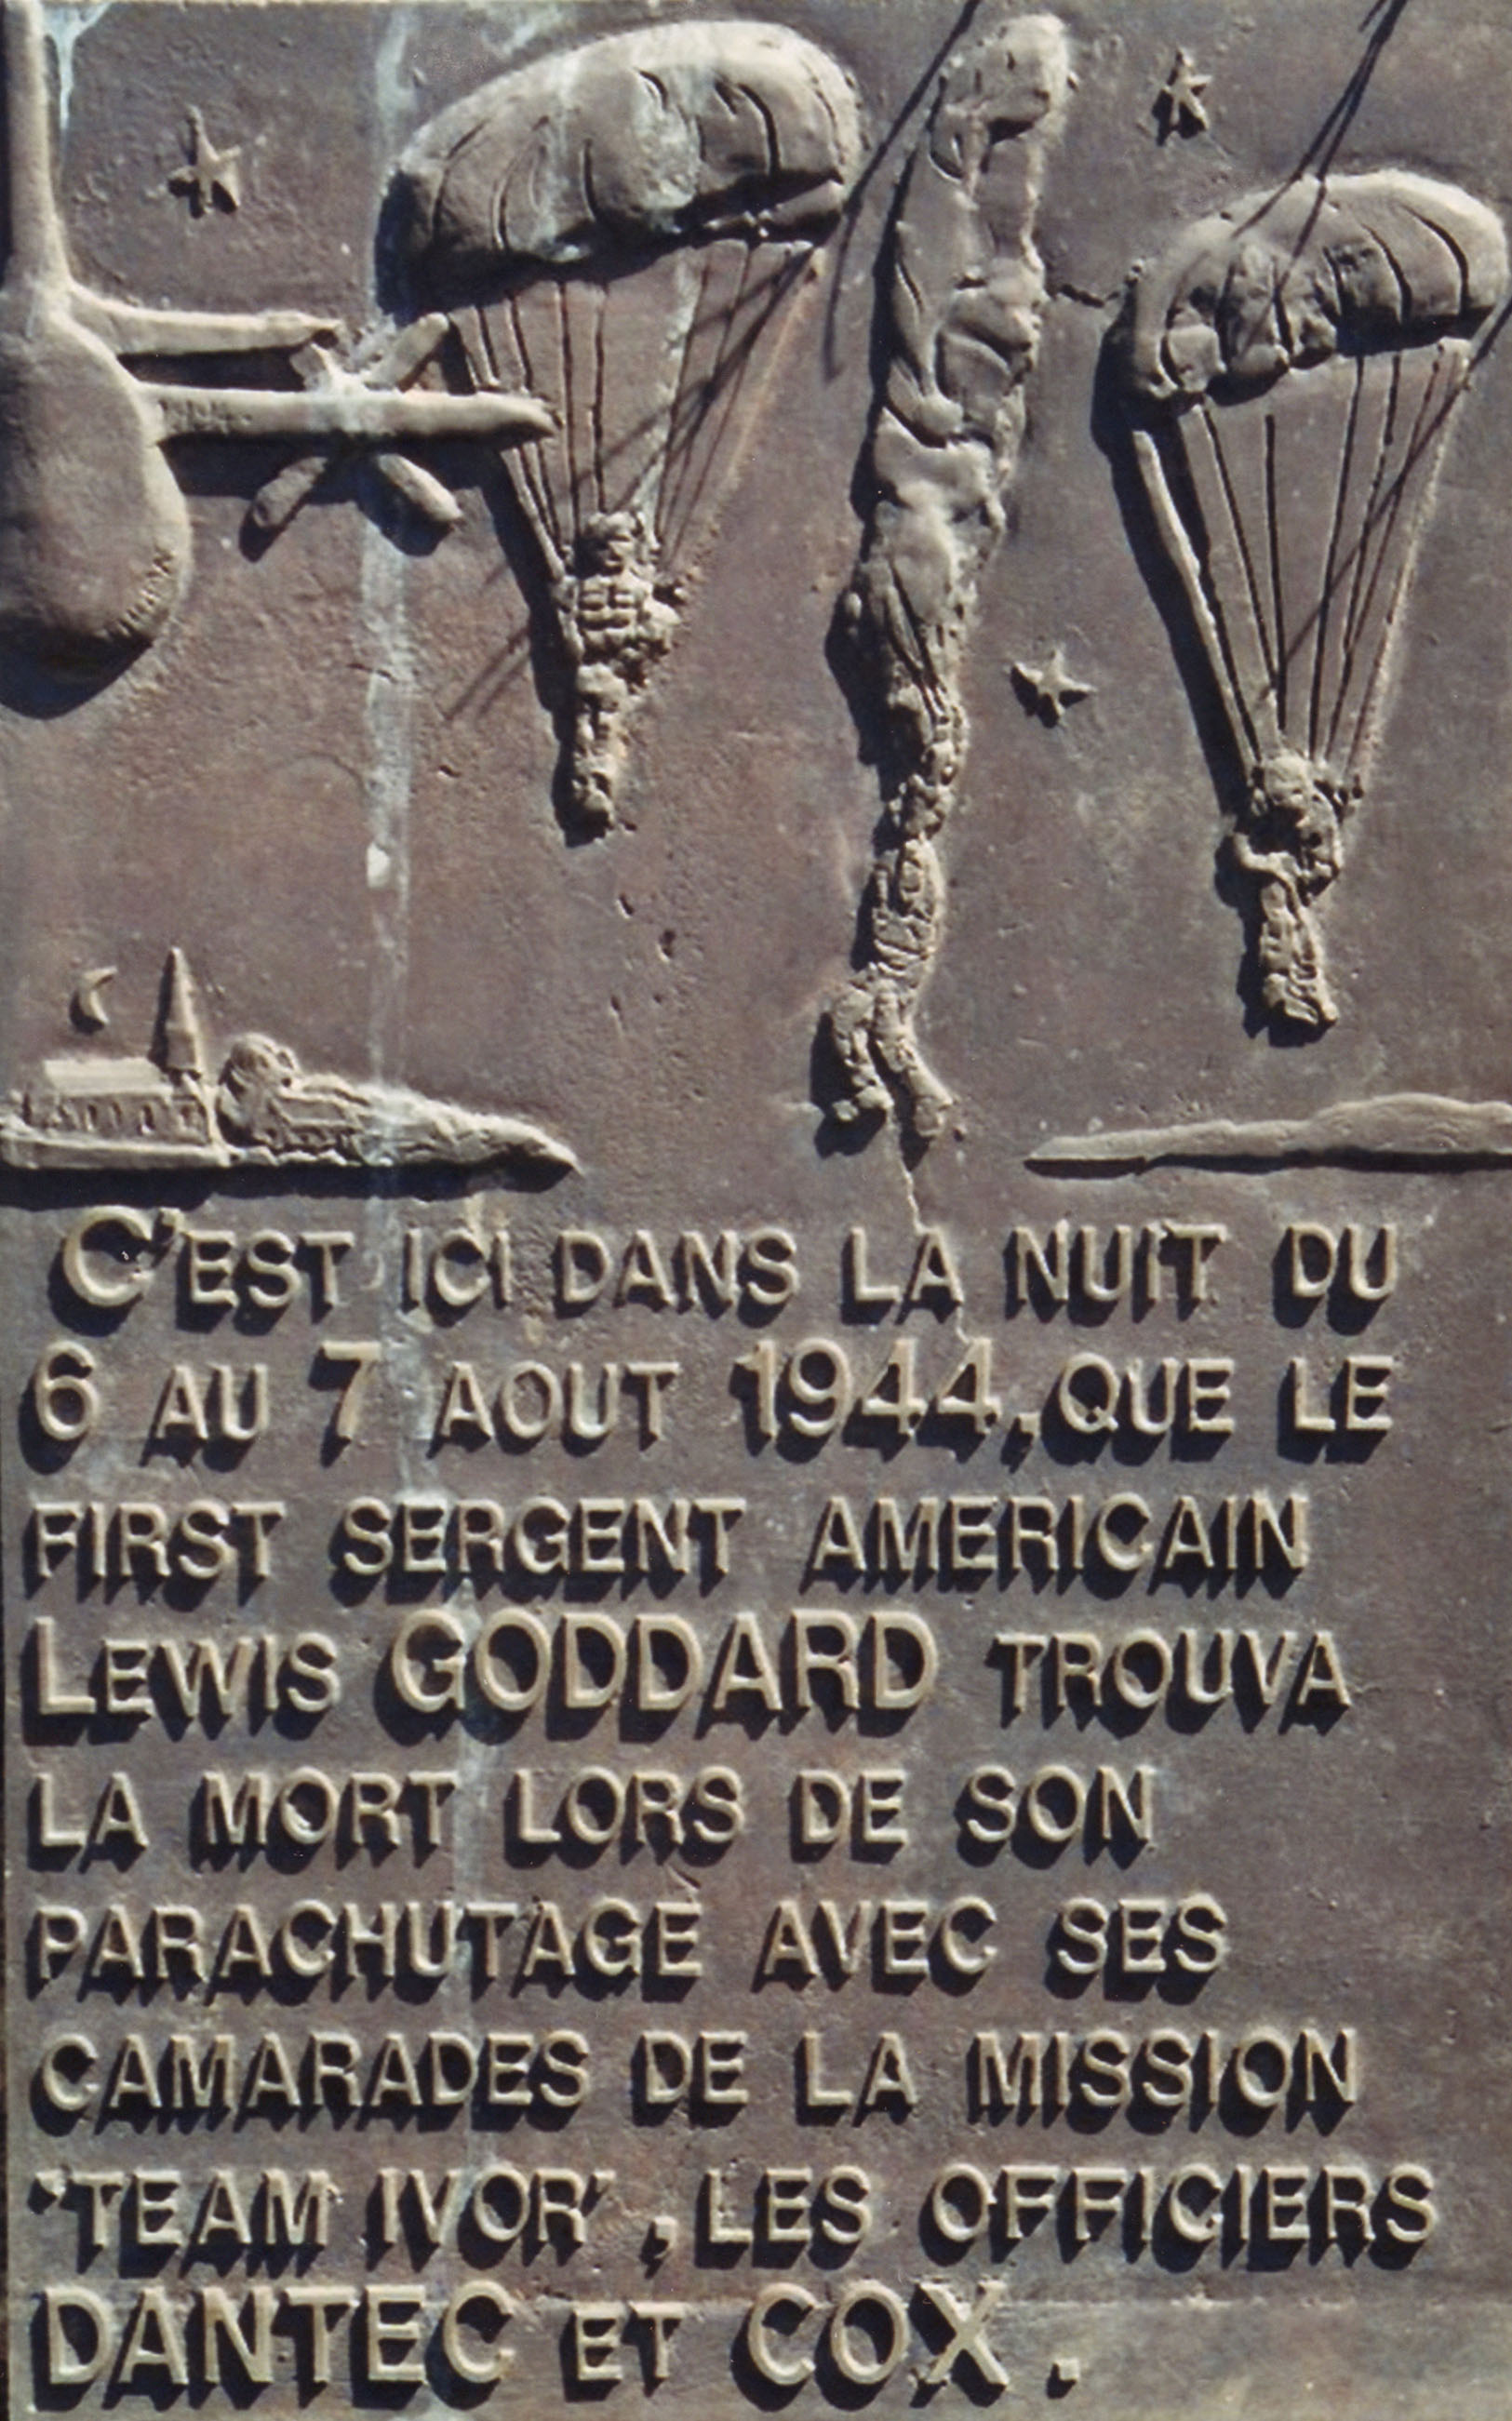 C'EST ICI DANS LA NUIT DU
6 AU 7 AOUT 1944, QUE LE
FIRST SERGENT AMERICAIN
LEWIS GODDARD TROUVA
LA MORT LORS DE SON
PARACHUTAGE AVEC SES
CAMARADES DE LA MISSION
"TEAM IVOR", LES OFFICIERS
DANTEC ET COX.